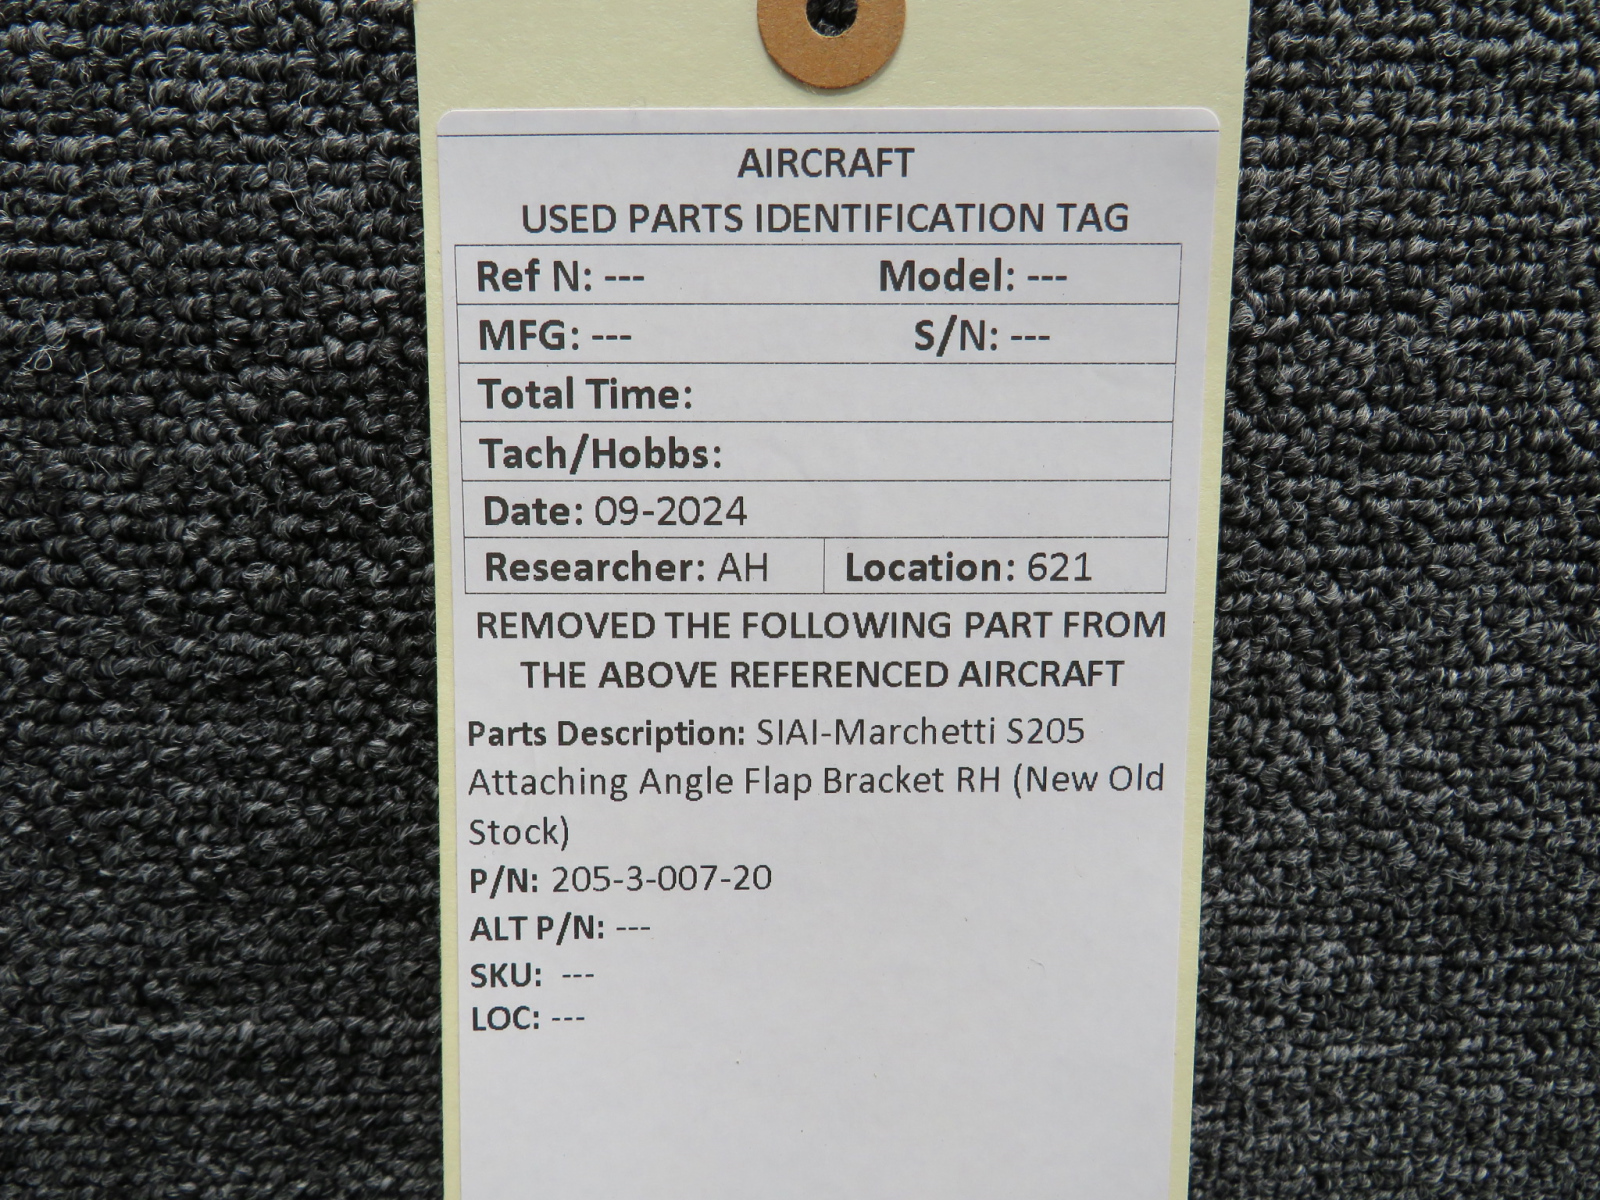 AIRCRAFT
USED PARTS IDENTIFICATION TAG
Ref N: --- Model: ---
MFG: --- S/N: ---
Total Time:
Tach/Hobbs:
Date: 09-2024
Researcher: AH Location: 621
REMOVED THE FOLLOWING PART FROM
THE ABOVE REFERENCED AIRCRAFT
Parts Description: SIAI-Marchetti S205
Attaching Angle Flap Bracket RH (New Old
Stock)
P/N: 205-3-007-20
ALT P/N: ---
SKU: ---
LOC: ---